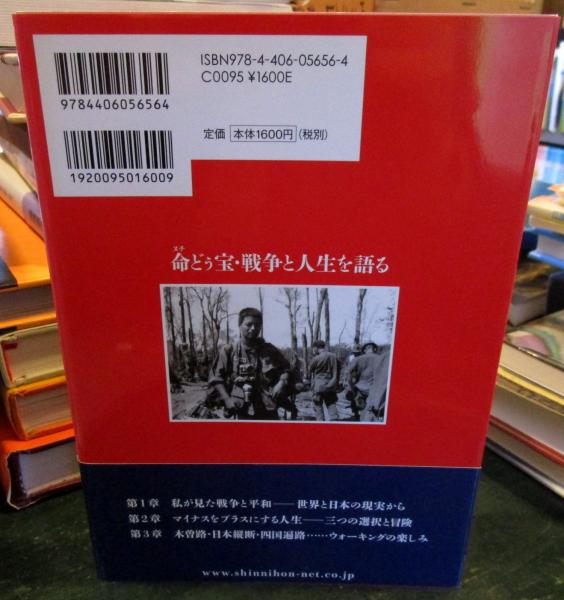 ISBN978-4-406-05656-4
C0095 ¥1600E
9784406056564
定価 本体1600円(税別)
1920095016009
ヌチ
命どぅ宝・戦争と人生を語る
第1章 私が見た戦争と平和――世界と日本の現実から
第2章 マイナスをプラスにする人生――三つの選択と冒険
第3章 木曽路・日本縦断・四国遍路……ウォーキングの楽しみ
www.shinnihon-net.co.jp